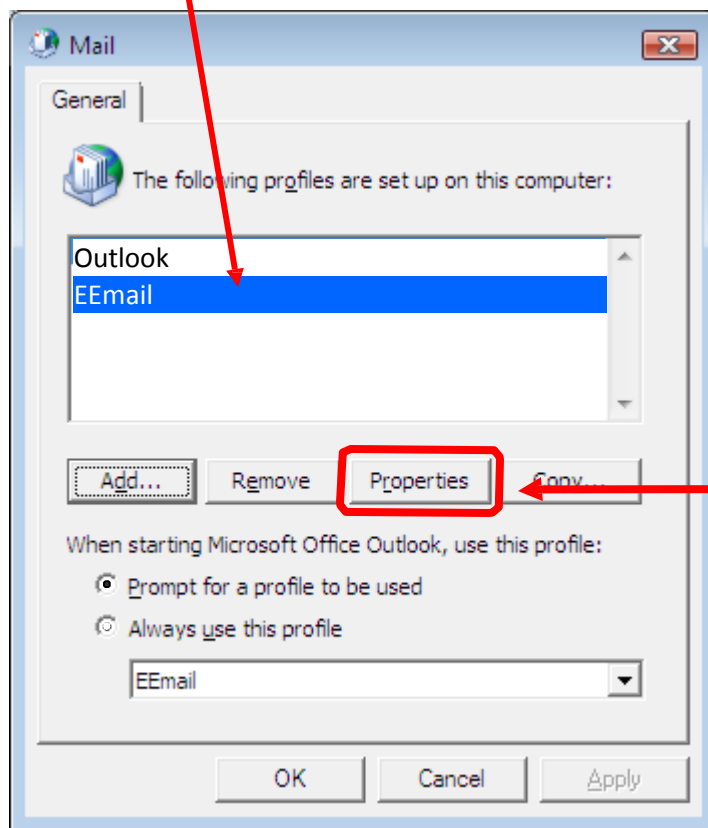 Mail
General
The following profiles are set up on this computer:
Outlook
EEmail
Add... Remove Properties Copy...
When starting Microsoft Office Outlook, use this profile:
Prompt for a profile to be used
Always use this profile
EEmail
OK Cancel Apply